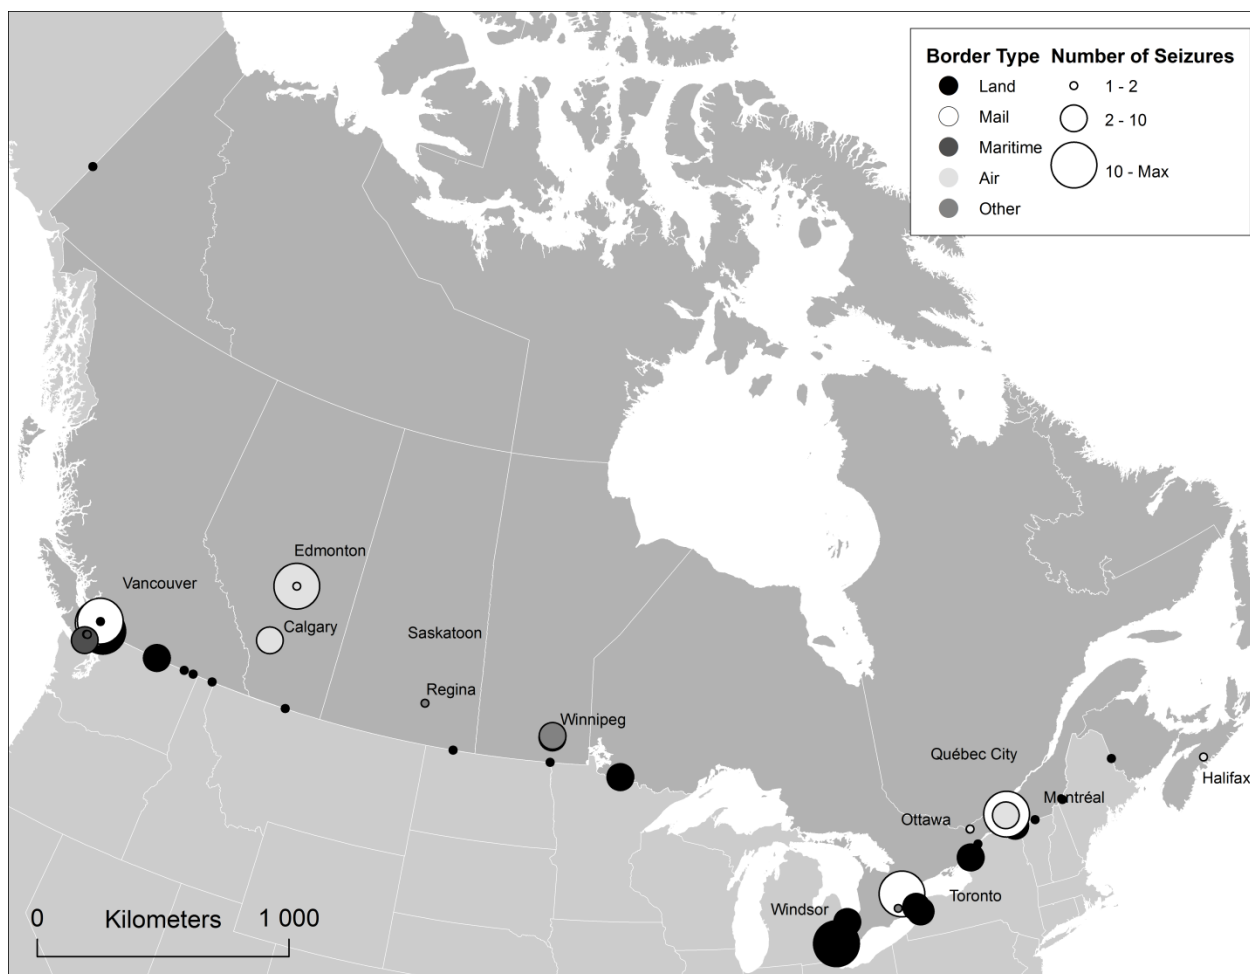 Border Type Number of Seizures
Land 1 - 2
Mail 2 - 10
Maritime
Air 10 - Max
Other
Edmonton
Vancouver
Calgary
Saskatoon
Regina
Winnipeg
Québec City
Halifax
Montréal
Ottawa
Toronto
Windsor
0 Kilometers 1 000